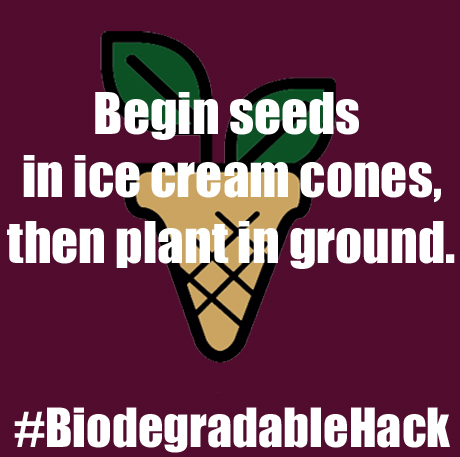 Begin seeds
in ice cream cones,
then plant in ground.
#BiodegradableHack